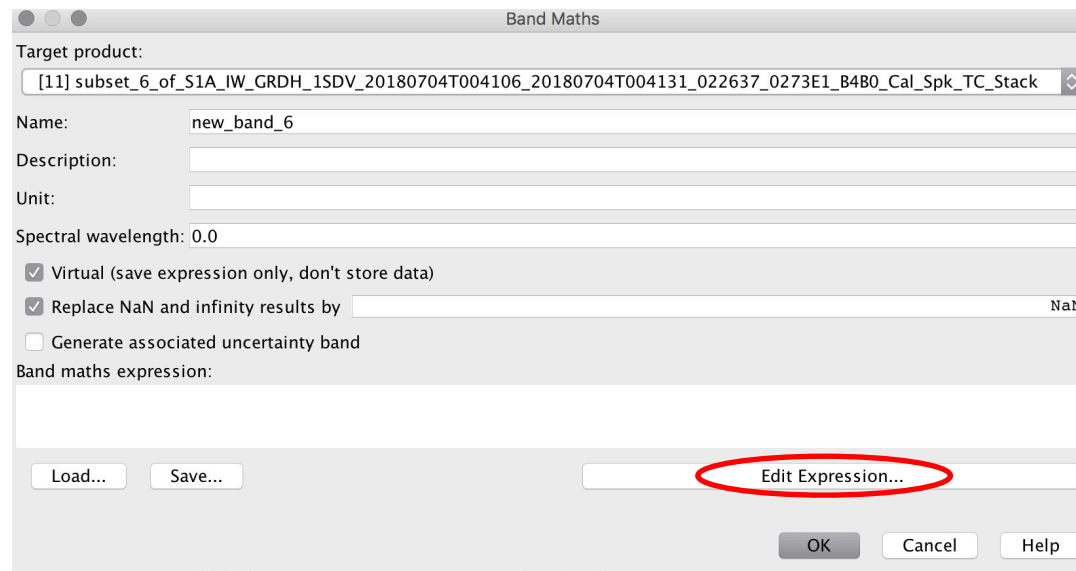 Band Maths
Target product:
[11] subset_6_of_S1A_IW_GRDH_1SDV_20180704T004106_20180704T004131_022637_0273E1_B4B0_Cal_Spk_TC_Stack
Name: new_band_6
Description:
Unit:
Spectral wavelength: 0.0
Virtual (save expression only, don't store data)
Replace NaN and infinity results by NaN
Generate associated uncertainty band
Band maths expression:
Load... Save... Edit Expression...
OK Cancel Help